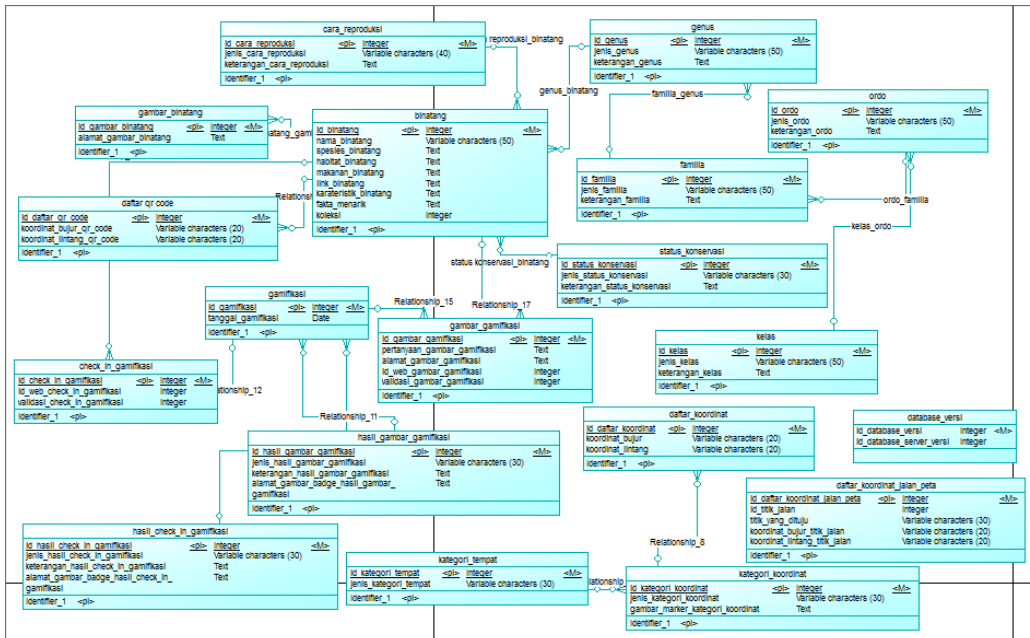 cara_reproduksi
id_cara_reproduksi <pi> Integer <M>
jenis_cara_reproduksi Variable characters (40)
keterangan_cara_reproduksi Text
Identifier_1 <pi>
reproduksi_binatang
genus
id_genus <pi> Integer <M>
jenis_genus Variable characters (50)
keterangan_genus Text
Identifier_1 <pi>
genus_binatang
familia_genus
gambar_binatang
id_gambar_binatang <pi> Integer <M>
alamat_gambar_binatang Text
Identifier_1 <pi>
binatang
id_binatang <pi> Integer <M>
nama_binatang Variable characters (50)
spesies_binatang Text
habitat_binatang Text
makanan_binatang Text
link_binatang Text
karateristik_binatang Text
fakta_menarik Text
koleksi Integer
Identifier_1 <pi>
ordo
id_ordo <pi> Integer <M>
jenis_ordo Variable characters (50)
keterangan_ordo Text
Identifier_1 <pi>
familia
id_familia <pi> Integer <M>
jenis_familia Variable characters (50)
keterangan_familia Text
Identifier_1 <pi>
ordo_familia
kelas_ordo
daftar qr code
id_daftar_qr_code <pi> Integer <M>
koordinat_bujur_qr_code Variable characters (20)
koordinat_lintang_qr_code Variable characters (20)
Identifier_1 <pi>
status konservasi_binatang
status_konservasi
id_status_konservasi <pi> Integer <M>
jenis_status_konservasi Variable characters (30)
keterangan_status_konservasi Text
Identifier_1 <pi>
gamifikasi
id_gamifikasi <pi> Integer <M>
tanggal_gamifikasi Date
Identifier_1 <pi>
Relationship_15
Relationship_17
gambar_gamifikasi
id_gambar_gamifikasi <pi> Integer <M>
pertanyaan_gambar_gamifikasi Text
alamat_gambar_gamifikasi Text
id_web_gambar_gamifikasi Integer
validasi_gambar_gamifikasi Integer
Identifier_1 <pi>
kelas
id_kelas <pi> Integer <M>
jenis_kelas Variable characters (50)
keterangan_kelas Text
Identifier_1 <pi>
check_in_gamifikasi
id_check_in_gamifikasi <pi> Integer <M>
id_web_check_in_gamifikasi Integer
validasi_check_in_gamifikasi Integer
Identifier_1 <pi>
elationship_12
Relationship_11
hasil_gambar_gamifikasi
id_hasil_gambar_gamifikasi <pi> Integer <M>
jenis_hasil_gambar_gamifikasi Variable characters (30)
keterangan_hasil_gambar_gamifikasi Text
alamat_gambar_badge_hasil_gambar_ Text
gamifikasi
Identifier_1 <pi>
daftar_koordinat
id_daftar_koordinat <pi> Integer <M>
koordinat_bujur Variable characters (20)
koordinat_lintang Variable characters (20)
Identifier_1 <pi>
database_versi
id_database_versi Integer <M>
id_database_server_versi Integer
daftar_koordinat_jalan_peta
id_daftar_koordinat_jalan_peta <pi> Integer <M>
id_titik_jalan Integer
titik_yang_dituju Variable characters (30)
koordinat_bujur_titik_jalan Variable characters (20)
koordinat_lintang_titik_jalan Variable characters (20)
Identifier_1 <pi>
hasil_check_in_gamifikasi
id_hasil_check_in_gamifikasi <pi> Integer <M>
jenis_hasil_check_in_gamifikasi Variable characters (30)
keterangan_hasil_check_in_gamifikasi Text
alamat_gambar_badge_hasil_check_in_ Text
gamifikasi
Identifier_1 <pi>
Relationship_8
kategori_tempat
id_kategori_tempat <pi> Integer <M>
jenis_kategori_tempat Variable characters (30)
Identifier_1 <pi>
elationship
kategori_koordinat
id_kategori_koordinat <pi> Integer <M>
jenis_kategori_koordinat Variable characters (30)
gambar_marker_kategori_koordinat Text
Identifier_1 <pi>